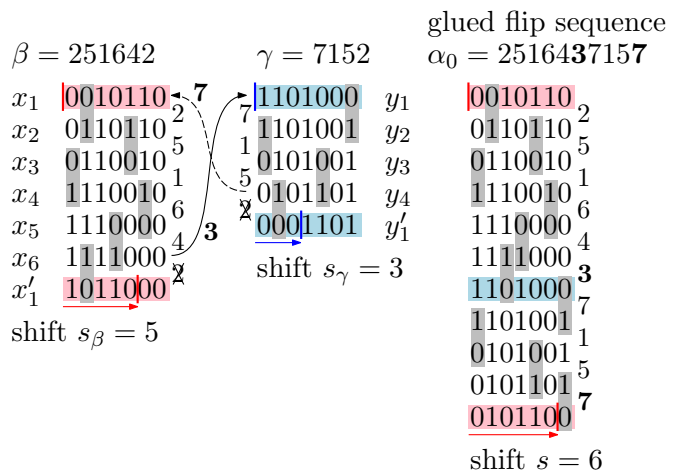 glued flip sequence
β = 251642 γ = 7152 α₀ = 2516437157
x₁ 0010110 7 1101000 y₁ 0010110
2 7 2
x₂ 0110110 1101001 y₂ 0110110
5 1 5
x₃ 0110010 0101001 y₃ 0110010
1 5 1
x₄ 1110010 0101101 y₄ 1110010
6 2 6
x₅ 1110000 0001101 y′₁ 1110000
4 3 4
x₆ 1111000 shift s_γ = 3 1111000
2 3
x′₁ 1011000 1101000
7
shift s_β = 5 1101001
1
0101001
5
0101101
7
0101100
shift s = 6